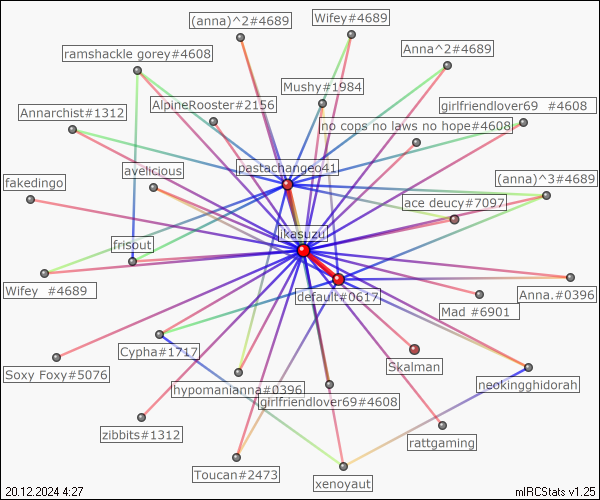 (anna)^2#4689
Wifey#4689
ramshackle gorey#4608
Anna^2#4689
Mushy#1984
Annarchist#1312
AlpineRooster#2156
girlfriendlover69 #4608
no cops no laws no hope#4608
pastachangeo41
avelicious
fakedingo
(anna)^3#4689
ace deucy#7097
ikasuzu
frisout
Wifey #4689
default#0617
Anna.#0396
Mad #6901
Cypha#1717
Skalman
Soxy Foxy#5076
hypomanianna#0396
neokingghidorah
girlfriendlover69#4608
zibbits#1312
rattgaming
Toucan#2473
xenoyaut
20.12.2024 4:27
mIRCStats v1.25